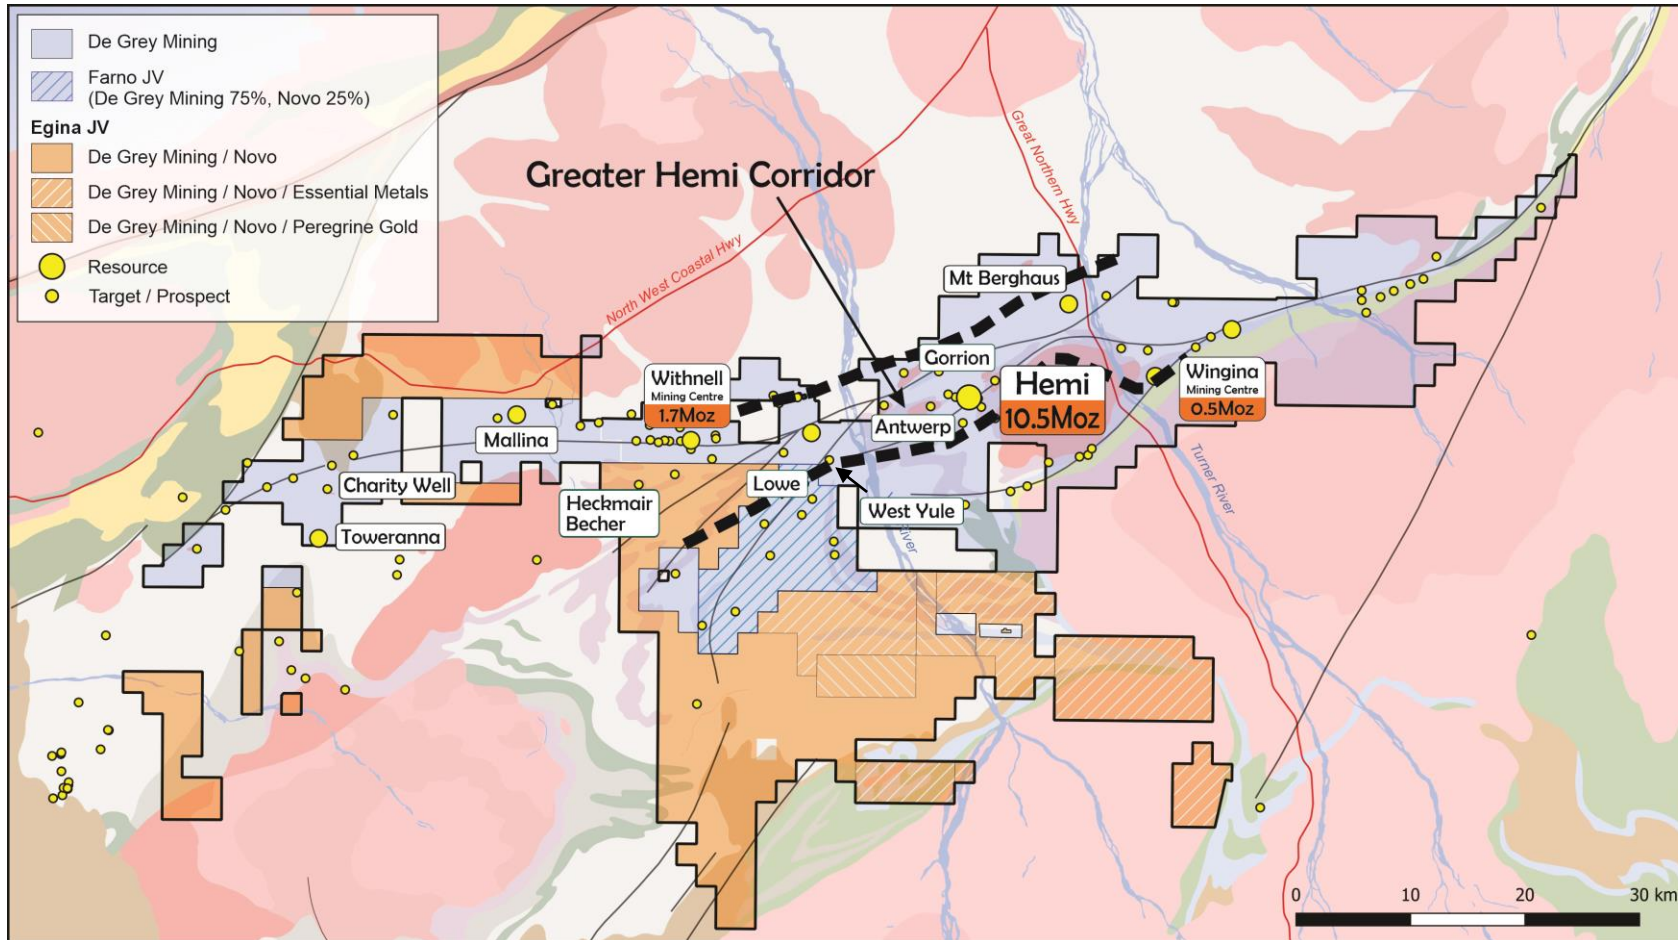 De Grey Mining
Farno JV
(De Grey Mining 75%, Novo 25%)
Egina JV
De Grey Mining / Novo
De Grey Mining / Novo / Essential Metals
De Grey Mining / Novo / Peregrine Gold
Resource
Target / Prospect
Greater Hemi Corridor
North West Coastal Hwy
Great Northern Hwy
Mt Berghaus
Gorrion
Withnell
Mining Centre
1.7Moz
Hemi
10.5Moz
Wingina
Mining Centre
0.5Moz
Mallina
Antwerp
Charity Well
Lowe
Heckmair
Becher
West Yule
Toweranna
River
Turner River
0
10
20
30 km